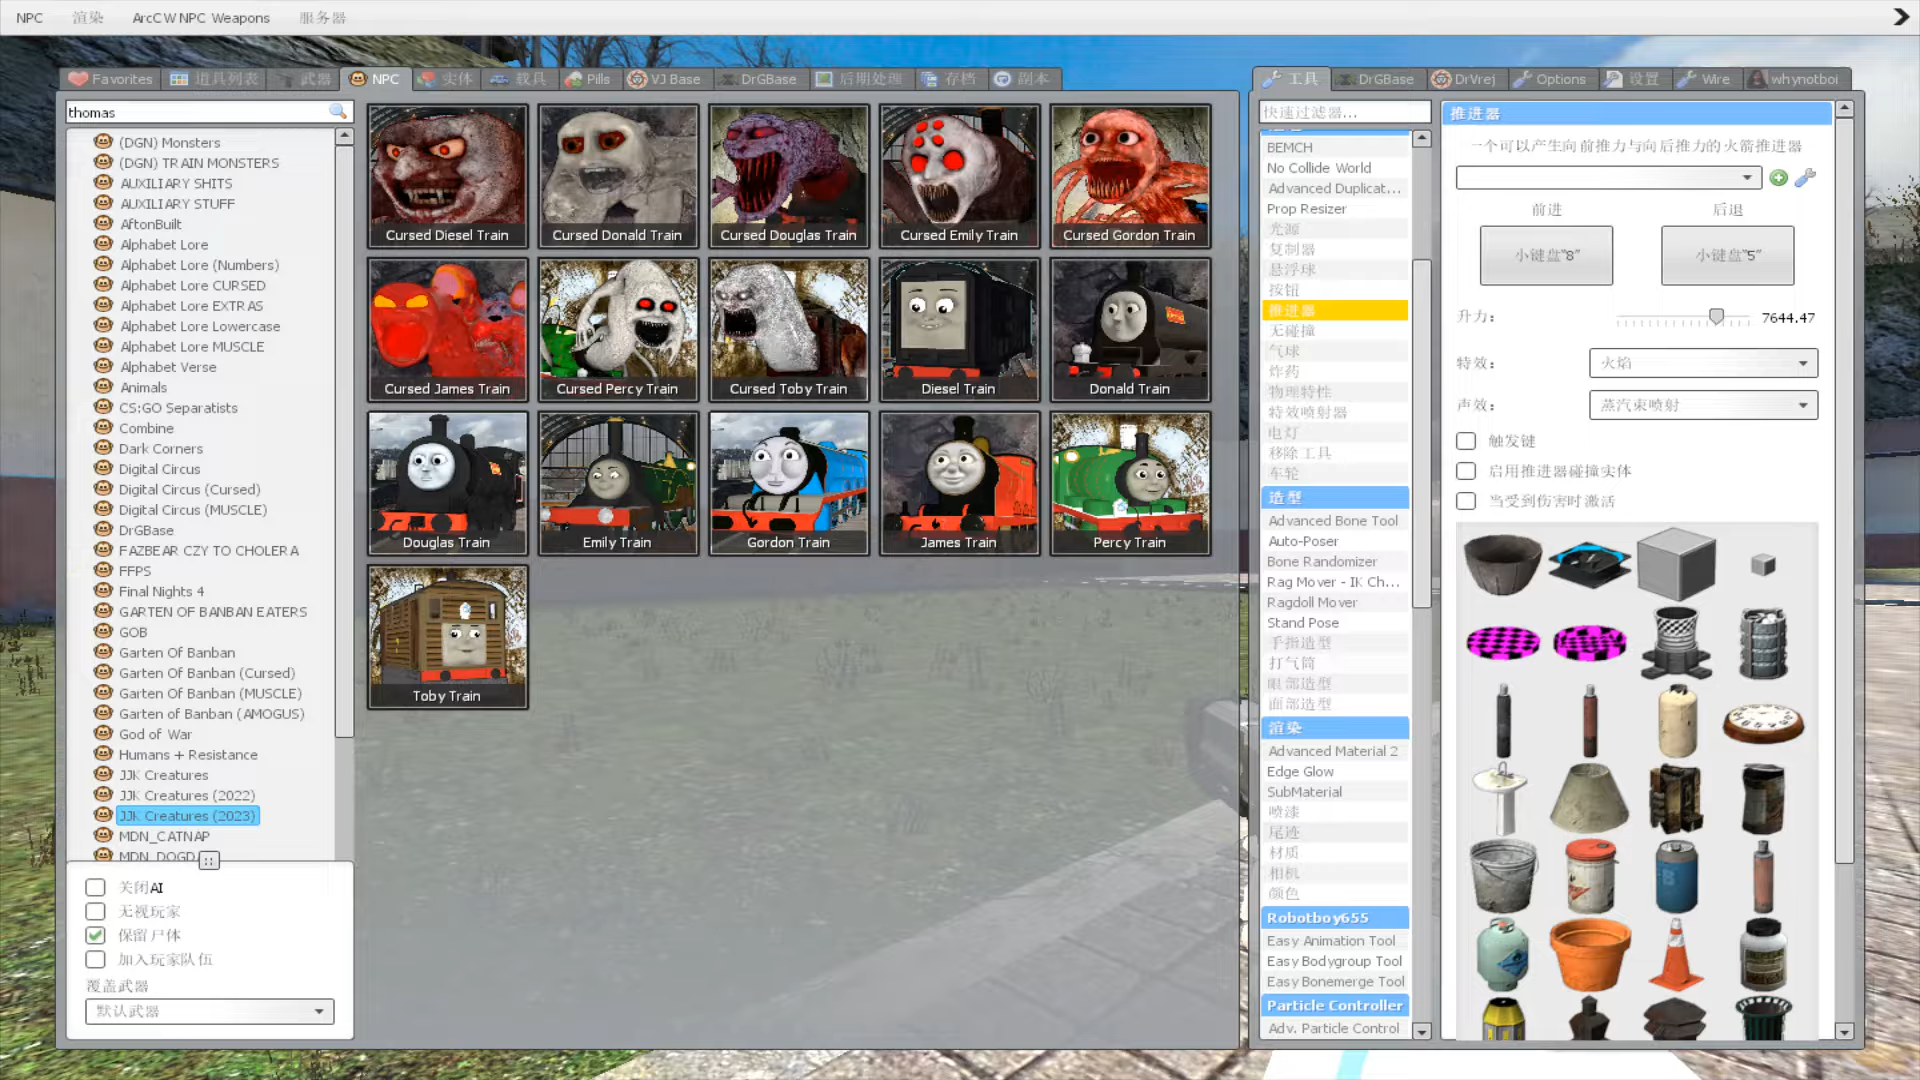 NPC 渲染 ArcCW NPC Weapons 服务器
Favorites 道具列表 武器 NPC 实体 载具 Pills VJ Base DrGBase 后期处理 存档 副本
thomas
(DGN) Monsters
(DGN) TRAIN MONSTERS
AUXILIARY SHITS
AUXILIARY STUFF
AftonBuilt
Alphabet Lore
Alphabet Lore (Numbers)
Alphabet Lore CURSED
Alphabet Lore EXTRAS
Alphabet Lore Lowercase
Alphabet Lore MUSCLE
Alphabet Verse
Animals
CS:GO Separatists
Combine
Dark Corners
Digital Circus
Digital Circus (Cursed)
Digital Circus (MUSCLE)
DrGBase
FAZBEAR CZY TO CHOLERA
FFPS
Final Nights 4
GARTEN OF BANBAN EATERS
GOB
Garten Of Banban
Garten Of Banban (Cursed)
Garten Of Banban (MUSCLE)
Garten of Banban (AMOGUS)
God of War
Humans + Resistance
JJK Creatures
JJK Creatures (2022)
JJK Creatures (2023)
MDN_CATNAP
关闭AI
无视玩家
保留尸体
加入玩家队伍
覆盖武器
默认武器
Cursed Diesel Train
Cursed Donald Train
Cursed Douglas Train
Cursed Emily Train
Cursed Gordon Train
Cursed James Train
Cursed Percy Train
Cursed Toby Train
Diesel Train
Donald Train
Douglas Train
Emily Train
Gordon Train
James Train
Percy Train
Toby Train
工具 DrGBase DrVrej Options 设置 Wire whynotboi
快速过滤器...
BEMCH
No Collide World
Advanced Duplicat...
Prop Resizer
光源
复制器
悬浮球
按钮
推进器
无碰撞
气球
炸药
物理特性
特效喷射器
电灯
移除工具
车轮
造型
Advanced Bone Tool
Auto-Poser
Bone Randomizer
Rag Mover - IK Ch...
Ragdoll Mover
Stand Pose
手指造型
打气筒
眼部造型
面部造型
渲染
Advanced Material 2
Edge Glow
SubMaterial
喷漆
尾迹
材质
相机
颜色
Robotboy655
Easy Animation Tool
Easy Bodygroup Tool
Easy Bonemerge Tool
Particle Controller
Adv. Particle Control
推进器
一个可以产生向前推力与向后推力的火箭推进器
前进 后退
小键盘"8" 小键盘"5"
升力: 7644.47
特效: 火焰
声效: 蒸汽束喷射
触发键
启用推进器碰撞实体
当受到伤害时激活